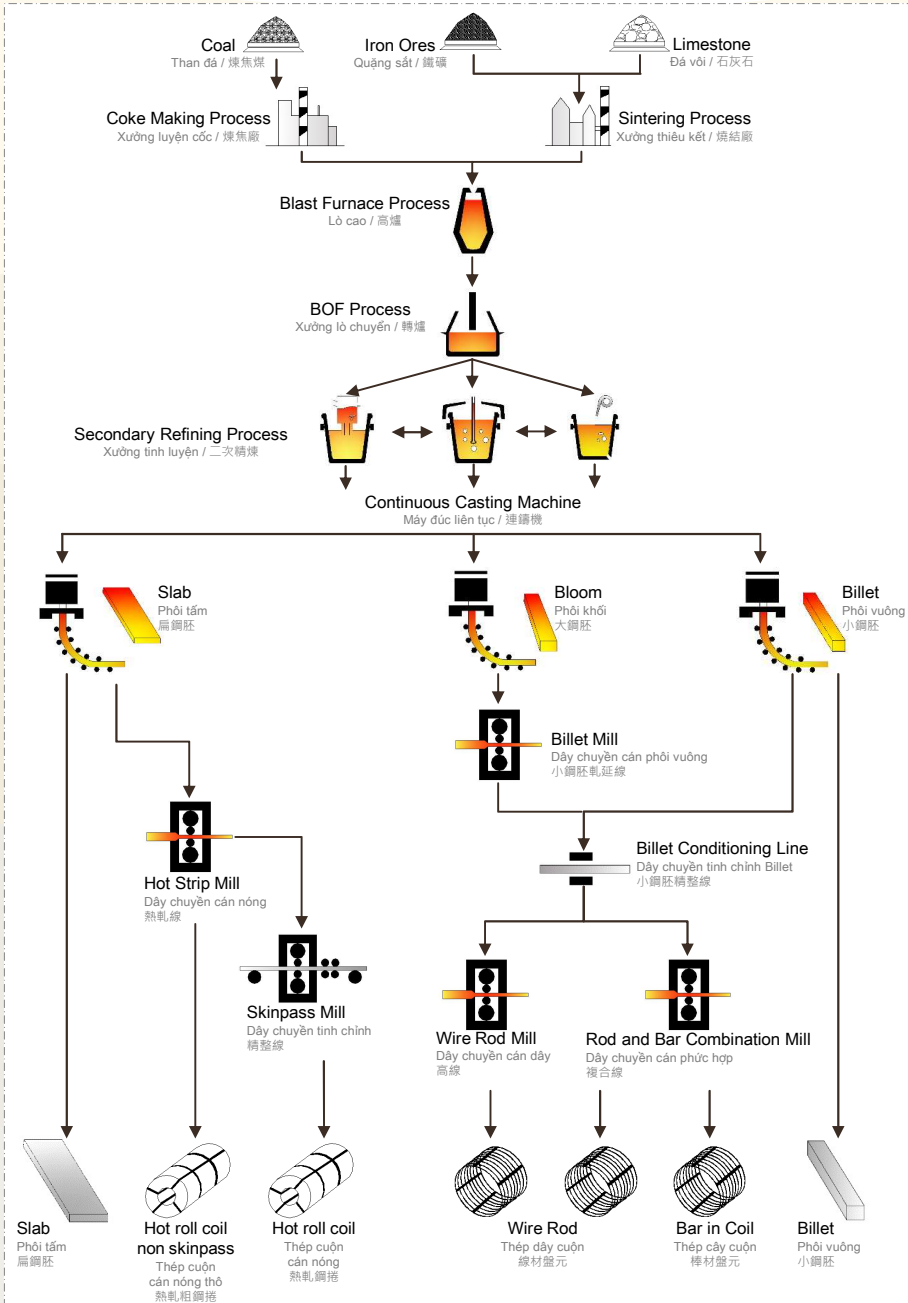 Coal
Than đá / 煉焦煤
Iron Ores
Quặng sắt / 鐵礦
Limestone
Đá vôi / 石灰石
Coke Making Process
Xưởng luyện cốc / 煉焦廠
Sintering Process
Xưởng thiêu kết / 燒結廠
Blast Furnace Process
Lò cao / 高爐
BOF Process
Xưởng lò chuyển / 轉爐
Secondary Refining Process
Xưởng tinh luyện / 二次精煉
Continuous Casting Machine
Máy đúc liên tục / 連鑄機
Slab
Phôi tấm
扁鋼胚
Bloom
Phôi khối
大鋼胚
Billet
Phôi vuông
小鋼胚
Billet Mill
Dây chuyền cán phôi vuông
小鋼胚軋延線
Billet Conditioning Line
Dây chuyền tinh chỉnh Billet
小鋼胚精整線
Hot Strip Mill
Dây chuyền cán nóng
熱軋線
Skinpass Mill
Dây chuyền tinh chỉnh
精整線
Wire Rod Mill
Dây chuyền cán dây
高線
Rod and Bar Combination Mill
Dây chuyền cán phức hợp
複合線
Slab
Phôi tấm
扁鋼胚
Hot roll coil
non skinpass
Thép cuộn
cán nóng thô
熱軋粗鋼捲
Hot roll coil
Thép cuộn
cán nóng
熱軋鋼捲
Wire Rod
Thép dây cuộn
線材盤元
Bar in Coil
Thép cây cuộn
棒材盤元
Billet
Phôi vuông
小鋼胚